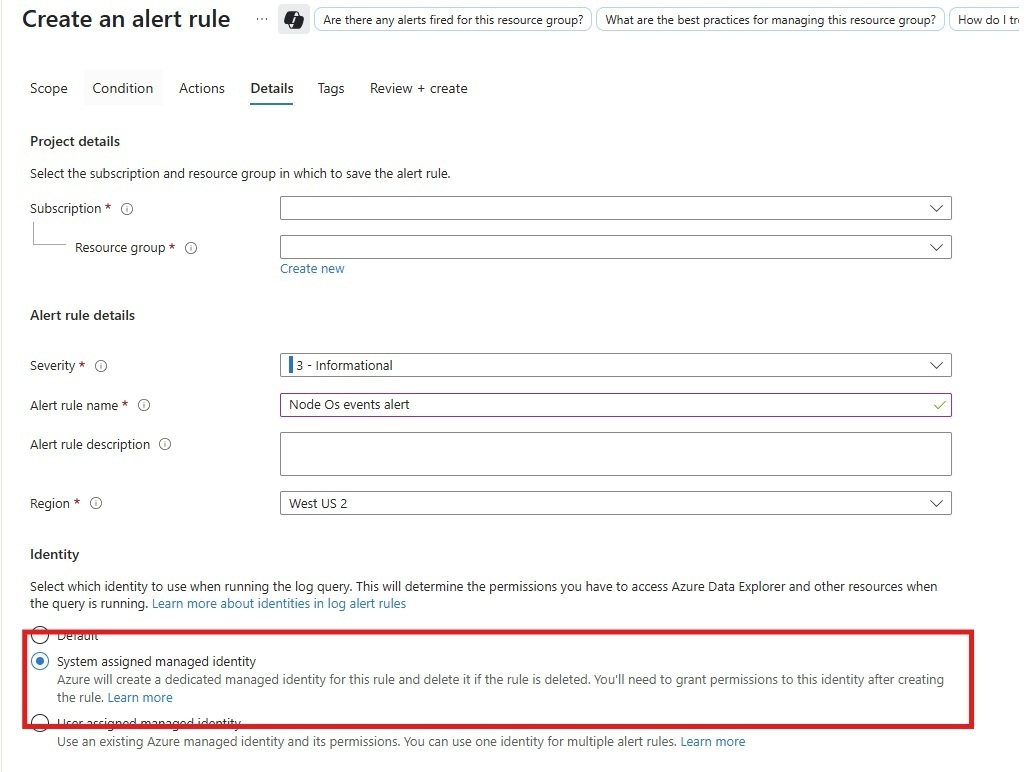 Create an alert rule ...
Are there any alerts fired for this resource group?
What are the best practices for managing this resource group?
How do I tr
Scope
Condition
Actions
Details
Tags
Review + create
Project details
Select the subscription and resource group in which to save the alert rule.
Subscription *
Resource group *
Create new
Alert rule details
Severity *
3 - Informational
Alert rule name *
Node Os events alert
Alert rule description
Region *
West US 2
Identity
Select which identity to use when running the log query. This will determine the permissions you have to access Azure Data Explorer and other resources when
the query is running. Learn more about identities in log alert rules
Default
System assigned managed identity
Azure will create a dedicated managed identity for this rule and delete it if the rule is deleted. You'll need to grant permissions to this identity after creating
the rule. Learn more
User assigned managed identity
Use an existing Azure managed identity and its permissions. You can use one identity for multiple alert rules. Learn more